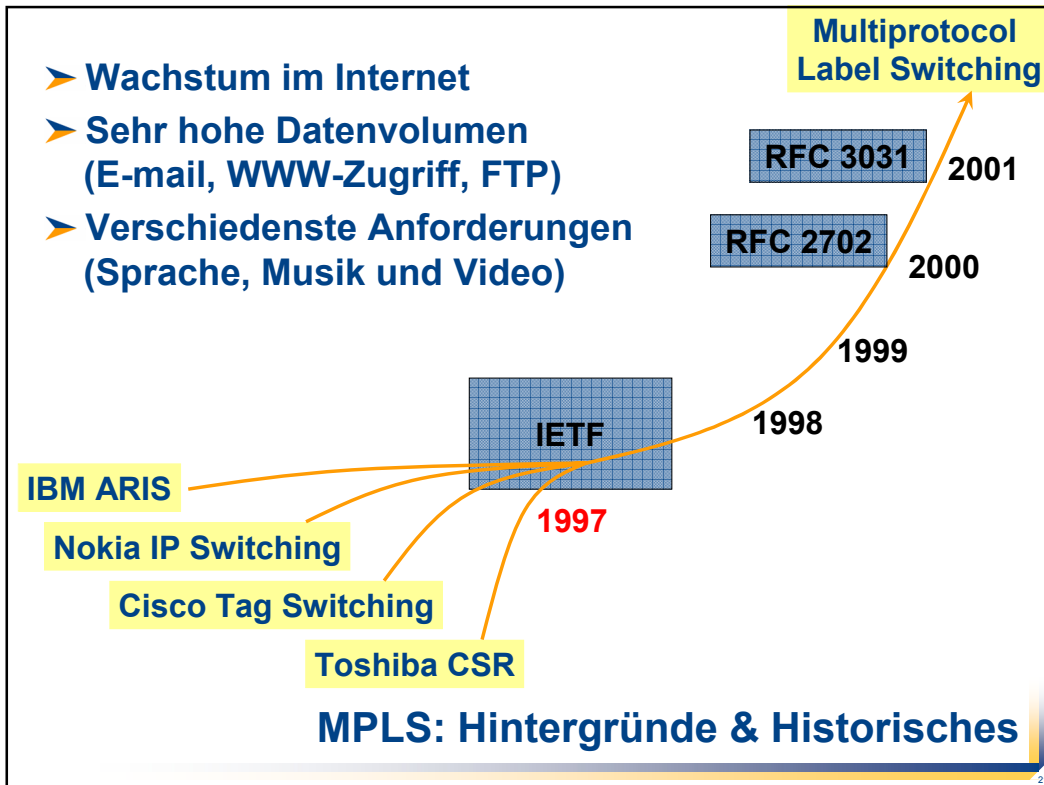 Multiprotocol
Label Switching
Wachstum im Internet
Sehr hohe Datenvolumen
(E-mail, WWW-Zugriff, FTP)
Verschiedenste Anforderungen
(Sprache, Musik und Video)
RFC 3031
2001
RFC 2702
2000
1999
1998
IETF
1997
IBM ARIS
Nokia IP Switching
Cisco Tag Switching
Toshiba CSR
MPLS: Hintergründe & Historisches
2